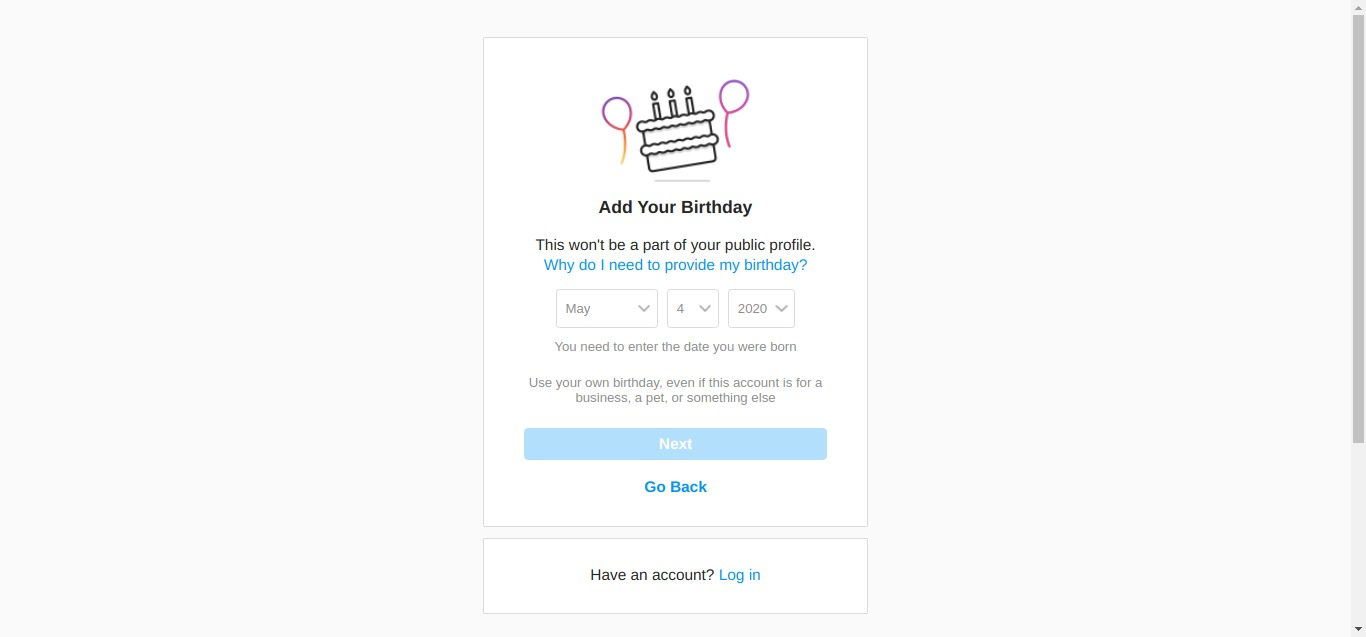 Add Your Birthday
This won't be a part of your public profile.
Why do I need to provide my birthday?
May 4 2020
You need to enter the date you were born
Use your own birthday, even if this account is for a
business, a pet, or something else
Next
Go Back
Have an account? Log in